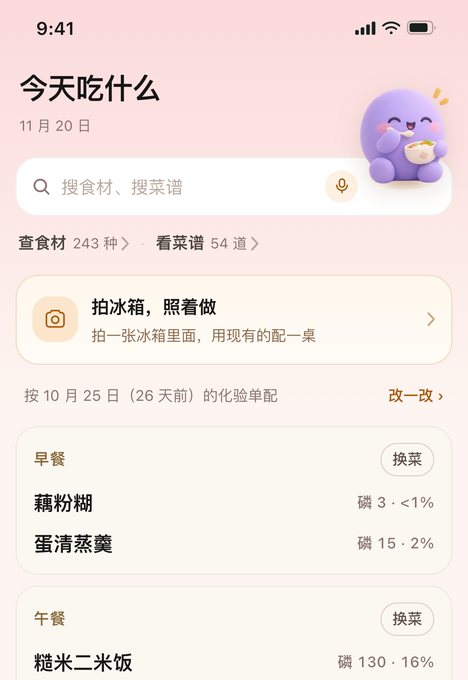 9:41
今天吃什么
11 月 20 日
搜食材、搜菜谱
查食材 243 种 › · 看菜谱 54 道 ›
拍冰箱，照着做
拍一张冰箱里面，用现有的配一桌
按 10 月 25 日（26 天前）的化验单配 改一改 ›
早餐 换菜
藕粉糊 磷 3 · <1%
蛋清蒸羹 磷 15 · 2%
午餐 换菜
糙米二米饭 磷 130 · 16%